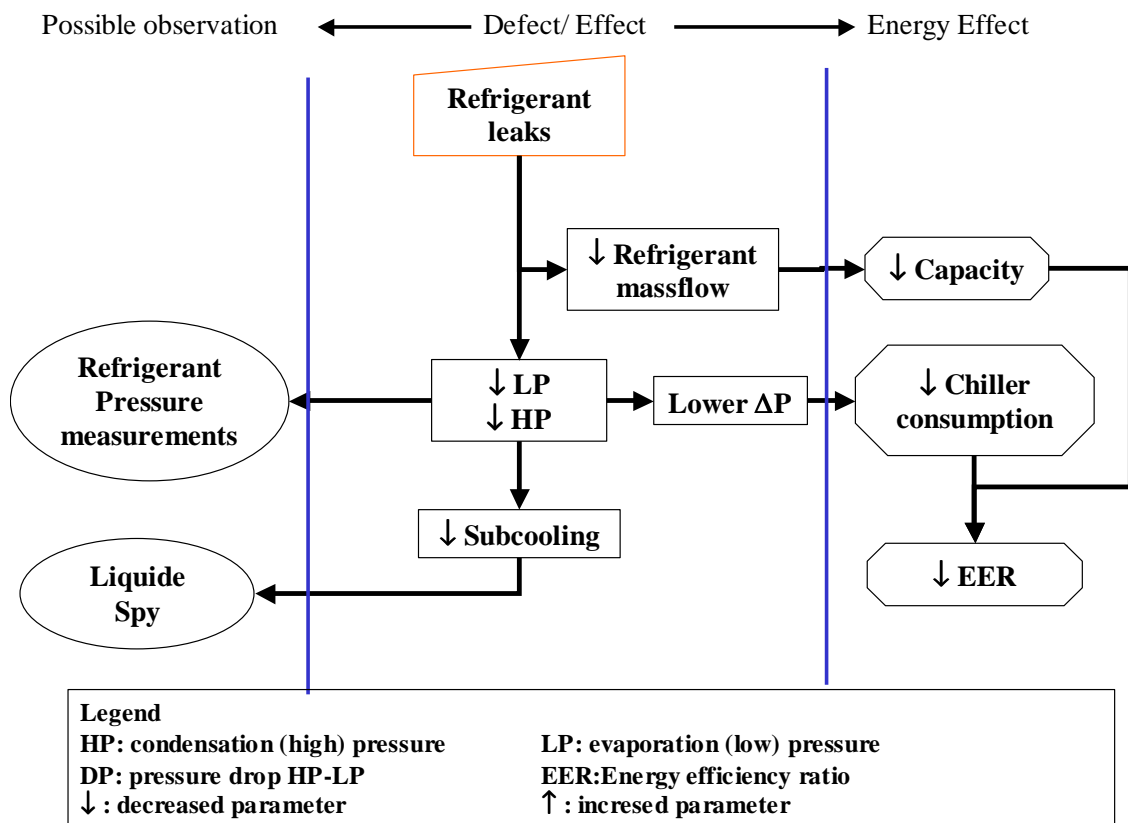 Possible observation
Defect/ Effect
Energy Effect
Refrigerant
leaks
↓ Refrigerant
massflow
↓ Capacity
Refrigerant
Pressure
measurements
↓ LP
↓ HP
Lower ΔP
↓ Chiller
consumption
↓ Subcooling
Liquide
Spy
↓ EER
Legend
HP: condensation (high) pressure
LP: evaporation (low) pressure
DP: pressure drop HP-LP
EER:Energy efficiency ratio
↓ : decreased parameter
↑ : incresed parameter